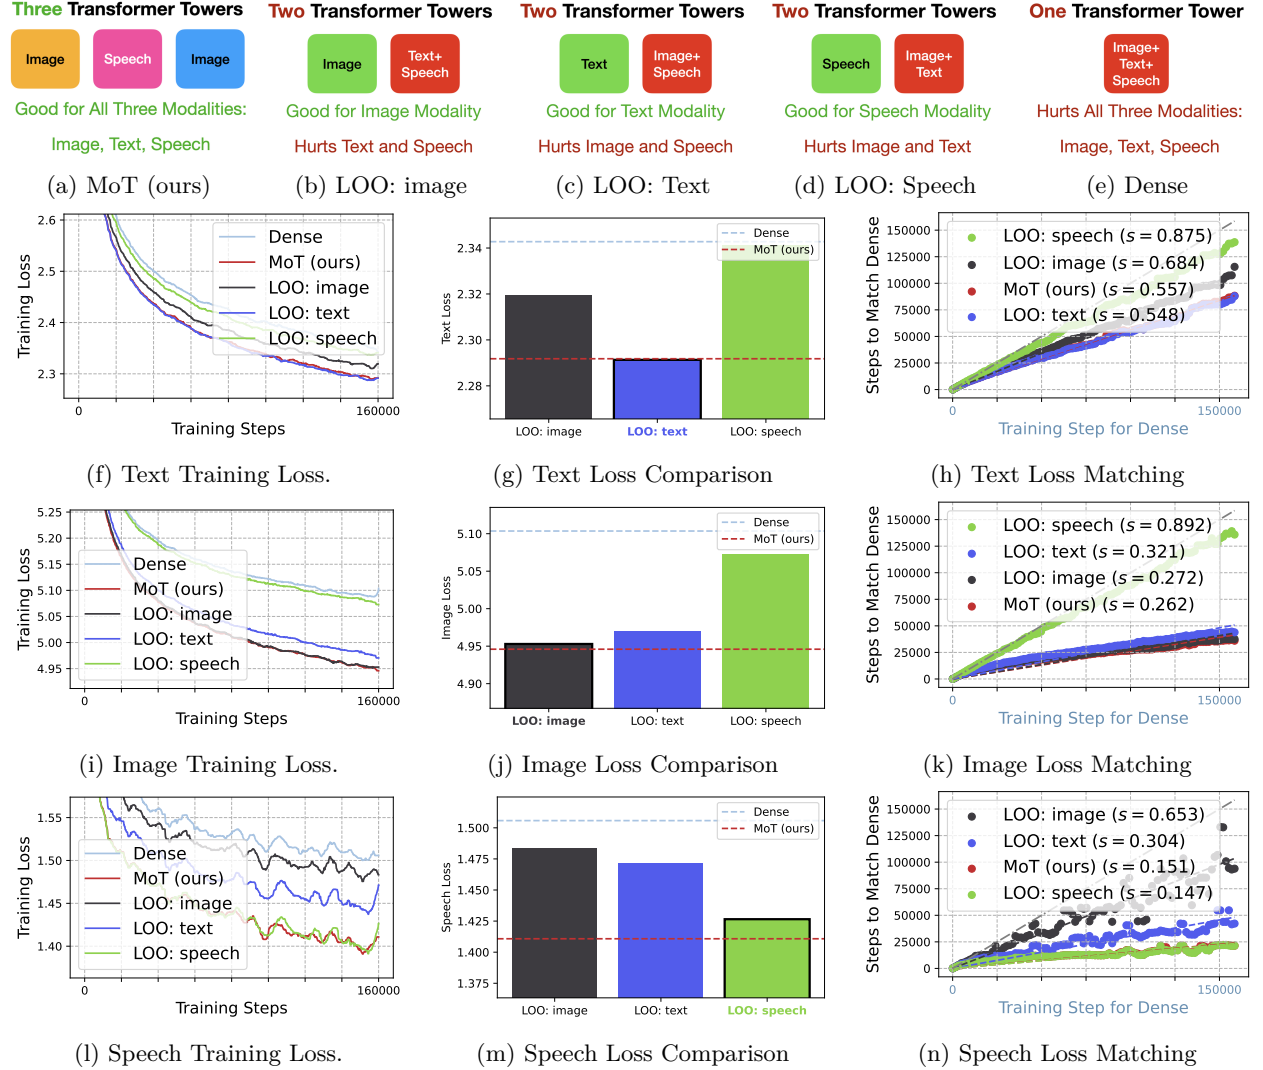 Three Transformer Towers
Image
Speech
Image
Good for All Three Modalities:
Image, Text, Speech
(a) MoT (ours)
Two Transformer Towers
Image
Text+
Speech
Good for Image Modality
Hurts Text and Speech
(b) LOO: image
Two Transformer Towers
Text
Image+
Speech
Good for Text Modality
Hurts Image and Speech
(c) LOO: Text
Two Transformer Towers
Speech
Image+
Text
Good for Speech Modality
Hurts Image and Text
(d) LOO: Speech
One Transformer Tower
Image+
Text+
Speech
Hurts All Three Modalities:
Image, Text, Speech
(e) Dense
Training Loss
2.6
2.5
2.4
2.3
Dense
MoT (ours)
LOO: image
LOO: text
LOO: speech
0
160000
Training Steps
(f) Text Training Loss.
Text Loss
2.34
2.32
2.30
2.28
Dense
MoT (ours)
LOO: image
LOO: text
LOO: speech
(g) Text Loss Comparison
Steps to Match Dense
150000
125000
100000
75000
50000
25000
0
LOO: speech (s = 0.875)
LOO: image (s = 0.684)
MoT (ours) (s = 0.557)
LOO: text (s = 0.548)
0
150000
Training Step for Dense
(h) Text Loss Matching
Training Loss
5.25
5.20
5.15
5.10
5.05
5.00
4.95
Dense
MoT (ours)
LOO: image
LOO: text
LOO: speech
0
160000
Training Steps
(i) Image Training Loss.
Image Loss
5.10
5.05
5.00
4.95
4.90
Dense
MoT (ours)
LOO: image
LOO: text
LOO: speech
(j) Image Loss Comparison
Steps to Match Dense
150000
125000
100000
75000
50000
25000
0
LOO: speech (s = 0.892)
LOO: text (s = 0.321)
LOO: image (s = 0.272)
MoT (ours) (s = 0.262)
0
150000
Training Step for Dense
(k) Image Loss Matching
Training Loss
1.55
1.50
1.45
1.40
Dense
MoT (ours)
LOO: image
LOO: text
LOO: speech
0
160000
Training Steps
(l) Speech Training Loss.
Speech Loss
1.500
1.475
1.450
1.425
1.400
1.375
Dense
MoT (ours)
LOO: image
LOO: text
LOO: speech
(m) Speech Loss Comparison
Steps to Match Dense
150000
125000
100000
75000
50000
25000
0
LOO: image (s = 0.653)
LOO: text (s = 0.304)
MoT (ours) (s = 0.151)
LOO: speech (s = 0.147)
0
150000
Training Step for Dense
(n) Speech Loss Matching